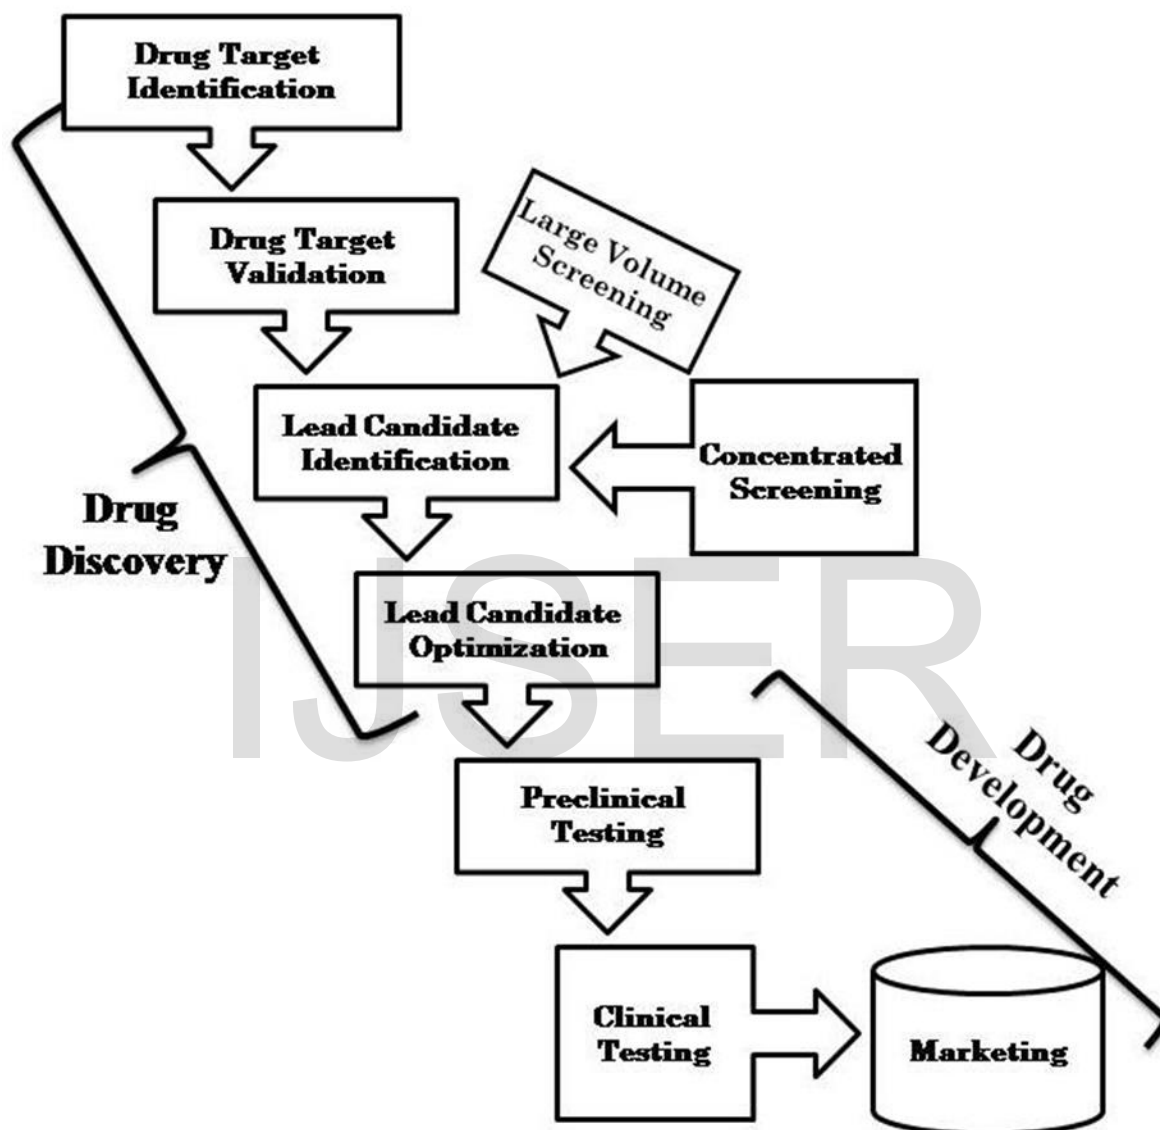 Drug Target
Identification
Drug Target
Validation
Large Volume
Screening
Lead Candidate
Identification
Concentrated
Screening
Drug
Discovery
IJSER
Lead Candidate
Optimization
Drug
Development
Preclinical
Testing
Clinical
Testing
Marketing